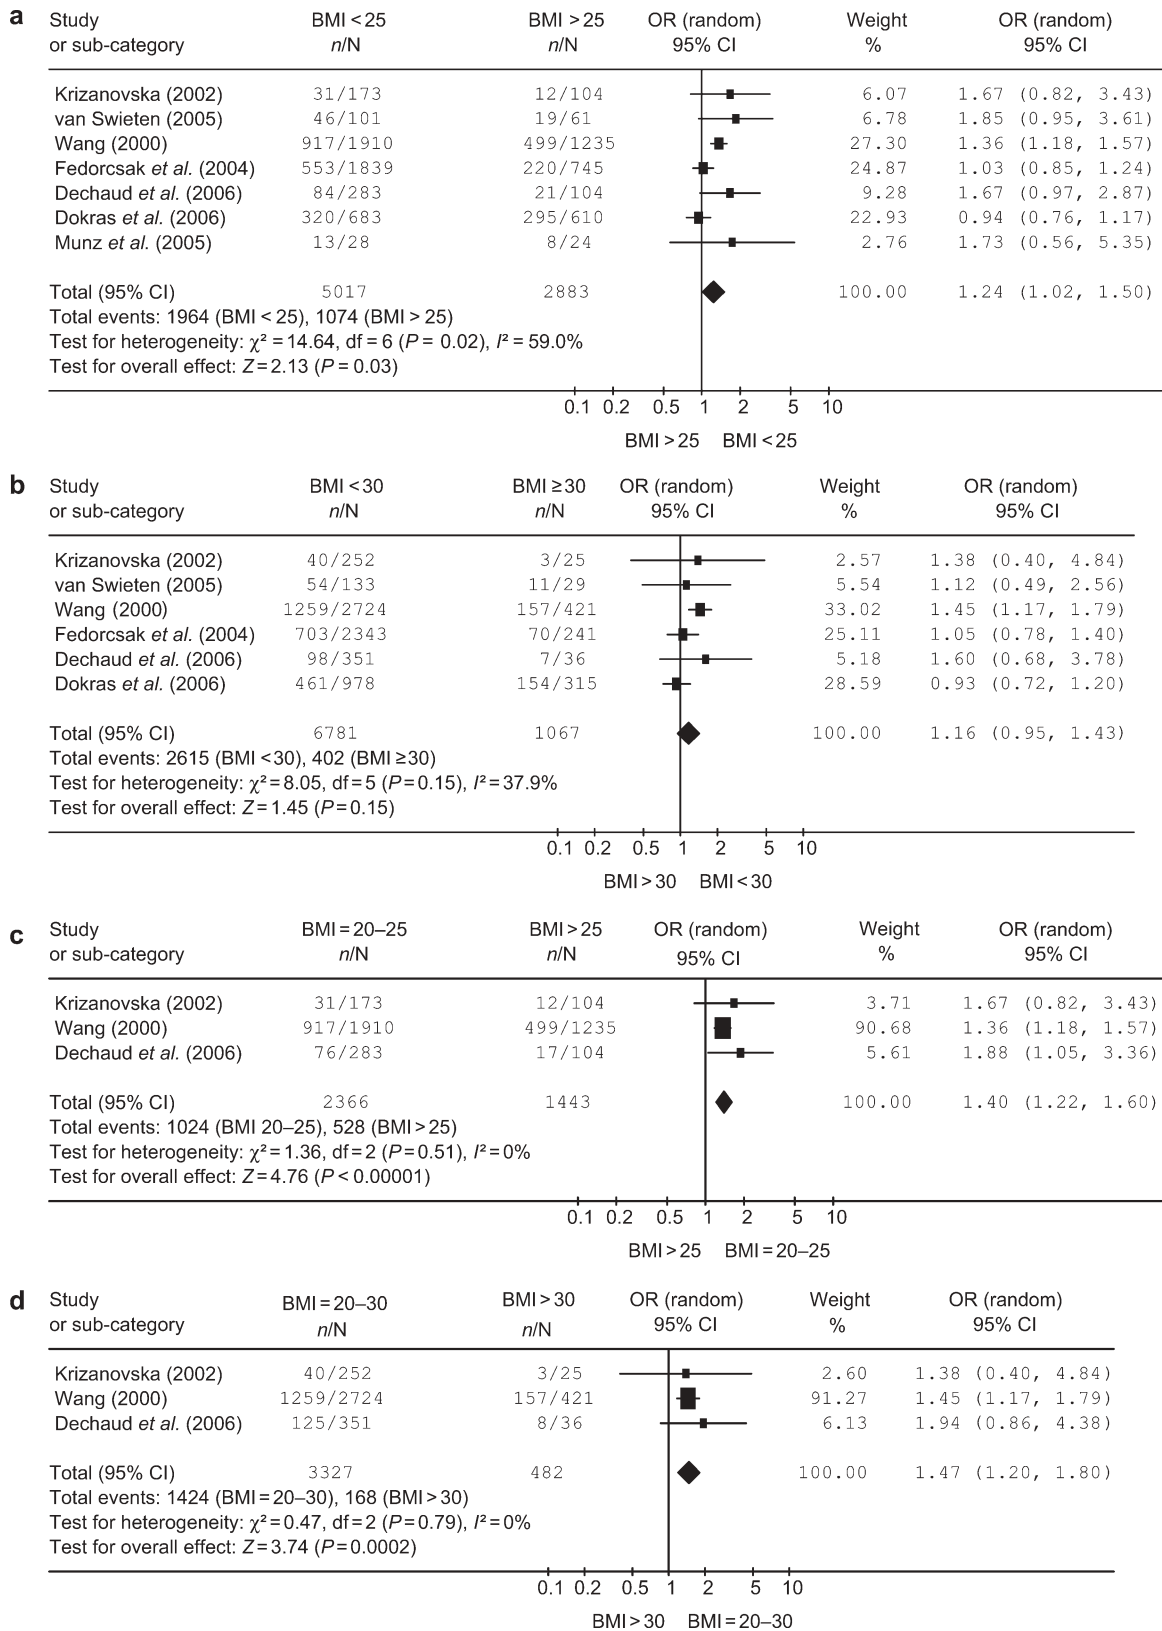 a Study BMI < 25 BMI > 25 OR (random) Weight OR (random)
or sub-category n/N n/N 95% CI % 95% CI
Krizanovska (2002) 31/173 12/104 6.07 1.67 (0.82, 3.43)
van Swieten (2005) 46/101 19/61 6.78 1.85 (0.95, 3.61)
Wang (2000) 917/1910 499/1235 27.30 1.36 (1.18, 1.57)
Fedorcsak et al. (2004) 553/1839 220/745 24.87 1.03 (0.85, 1.24)
Dechaud et al. (2006) 84/283 21/104 9.28 1.67 (0.97, 2.87)
Dokras et al. (2006) 320/683 295/610 22.93 0.94 (0.76, 1.17)
Munz et al. (2005) 13/28 8/24 2.76 1.73 (0.56, 5.35)
Total (95% CI) 5017 2883 100.00 1.24 (1.02, 1.50)
Total events: 1964 (BMI < 25), 1074 (BMI > 25)
Test for heterogeneity: χ² = 14.64, df = 6 (P = 0.02), I² = 59.0%
Test for overall effect: Z = 2.13 (P = 0.03)
0.1 0.2 0.5 1 2 5 10
BMI > 25 BMI < 25
b Study BMI < 30 BMI ≥ 30 OR (random) Weight OR (random)
or sub-category n/N n/N 95% CI % 95% CI
Krizanovska (2002) 40/252 3/25 2.57 1.38 (0.40, 4.84)
van Swieten (2005) 54/133 11/29 5.54 1.12 (0.49, 2.56)
Wang (2000) 1259/2724 157/421 33.02 1.45 (1.17, 1.79)
Fedorcsak et al. (2004) 703/2343 70/241 25.11 1.05 (0.78, 1.40)
Dechaud et al. (2006) 98/351 7/36 5.18 1.60 (0.68, 3.78)
Dokras et al. (2006) 461/978 154/315 28.59 0.93 (0.72, 1.20)
Total (95% CI) 6781 1067 100.00 1.16 (0.95, 1.43)
Total events: 2615 (BMI < 30), 402 (BMI ≥ 30)
Test for heterogeneity: χ² = 8.05, df = 5 (P = 0.15), I² = 37.9%
Test for overall effect: Z = 1.45 (P = 0.15)
0.1 0.2 0.5 1 2 5 10
BMI > 30 BMI < 30
c Study BMI = 20–25 BMI > 25 OR (random) Weight OR (random)
or sub-category n/N n/N 95% CI % 95% CI
Krizanovska (2002) 31/173 12/104 3.71 1.67 (0.82, 3.43)
Wang (2000) 917/1910 499/1235 90.68 1.36 (1.18, 1.57)
Dechaud et al. (2006) 76/283 17/104 5.61 1.88 (1.05, 3.36)
Total (95% CI) 2366 1443 100.00 1.40 (1.22, 1.60)
Total events: 1024 (BMI 20–25), 528 (BMI > 25)
Test for heterogeneity: χ² = 1.36, df = 2 (P = 0.51), I² = 0%
Test for overall effect: Z = 4.76 (P < 0.00001)
0.1 0.2 0.5 1 2 5 10
BMI > 25 BMI = 20–25
d Study BMI = 20–30 BMI > 30 OR (random) Weight OR (random)
or sub-category n/N n/N 95% CI % 95% CI
Krizanovska (2002) 40/252 3/25 2.60 1.38 (0.40, 4.84)
Wang (2000) 1259/2724 157/421 91.27 1.45 (1.17, 1.79)
Dechaud et al. (2006) 125/351 8/36 6.13 1.94 (0.86, 4.38)
Total (95% CI) 3327 482 100.00 1.47 (1.20, 1.80)
Total events: 1424 (BMI = 20–30), 168 (BMI > 30)
Test for heterogeneity: χ² = 0.47, df = 2 (P = 0.79), I² = 0%
Test for overall effect: Z = 3.74 (P = 0.0002)
0.1 0.2 0.5 1 2 5 10
BMI > 30 BMI = 20–30